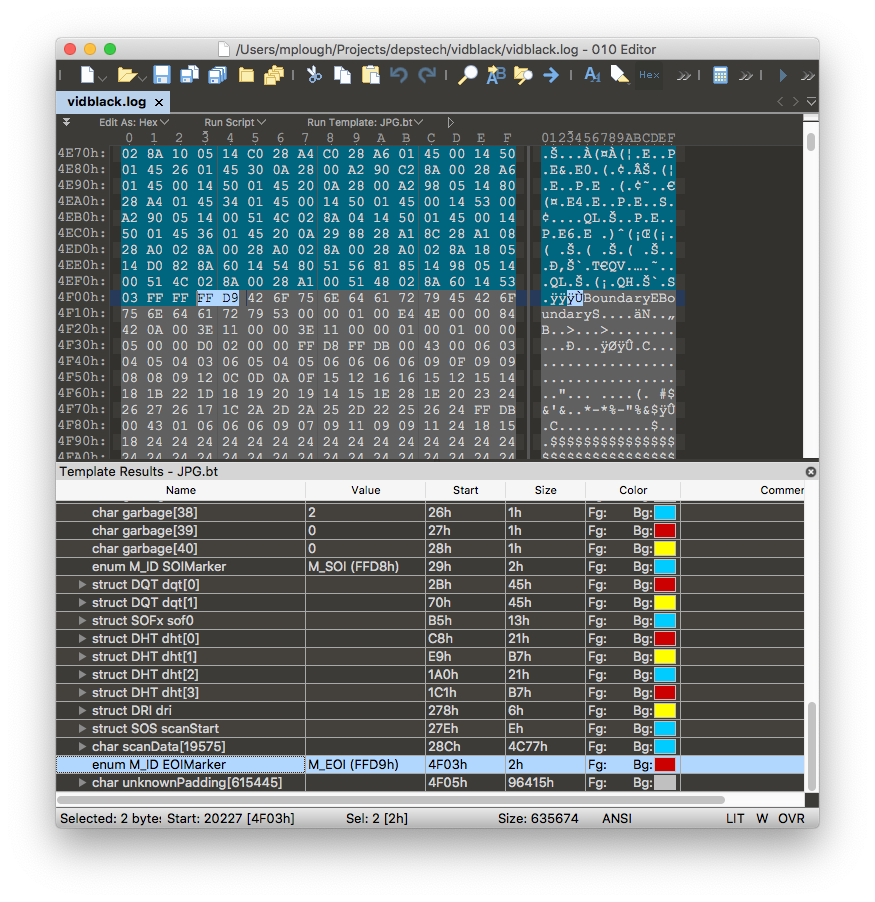 /Users/mplough/Projects/depstech/vidblack/vidblack.log - 010 Editor
Hex
vidblack.log ×
Edit As: Hex Run Script Run Template: JPG.bt
0 1 2 3 4 5 6 7 8 9 A B C D E F 0123456789ABCDEF
4E70h: 02 8A 10 05 14 C0 28 A4 C0 28 A6 01 45 00 14 50 .Š...À(¤À(¦.E..P
4E80h: 01 45 26 01 45 30 0A 28 00 A2 90 C2 8A 00 28 A6 .E&.E0.(.¢.ÂŠ.(¦
4E90h: 01 45 00 14 50 01 45 20 0A 28 00 A2 98 05 14 80 .E..P.E .(.¢˜..€
4EA0h: 28 A4 01 45 34 01 45 00 14 50 01 45 00 14 53 00 (¤.E4.E..P.E..S.
4EB0h: A2 90 05 14 00 51 4C 02 8A 04 14 50 01 45 00 14 ¢....QL.Š..P.E..
4EC0h: 50 01 45 36 01 45 20 0A 29 88 28 A1 8C 28 A1 08 P.E6.E .)ˆ(¡Œ(¡.
4ED0h: 28 A0 02 8A 00 28 A0 02 8A 00 28 A0 02 8A 18 05 ( .Š.( .Š.( .Š..
4EE0h: 14 D0 82 8A 60 14 54 80 51 56 81 85 14 98 05 14 .Ð‚Š`.T€QV.….˜..
4EF0h: 00 51 4C 02 8A 00 28 A1 00 51 48 02 8A 60 14 53 .QL.Š.(¡.QH.Š`.S
4F00h: 03 FF FF FF D9 42 6F 75 6E 64 61 72 79 45 42 6F .ÿÿÿÙBoundaryEBo
4F10h: 75 6E 64 61 72 79 53 00 00 01 00 E4 4E 00 00 84 undaryS....äN..„
4F20h: 42 0A 00 3E 11 00 00 3E 11 00 00 01 00 01 00 00 B..>...>........
4F30h: 05 00 00 D0 02 00 00 FF D8 FF DB 00 43 00 06 03 ...Ð...ÿØÿÛ.C...
4F40h: 04 05 04 03 06 05 04 05 06 06 06 06 09 0F 09 09 ................
4F50h: 08 08 09 12 0C 0D 0A 0F 15 12 16 16 15 12 15 14 ................
4F60h: 18 1B 22 1D 18 19 20 19 14 15 1E 28 1E 20 23 24 .."... ....(. #$
4F70h: 26 27 26 17 1C 2A 2D 2A 25 2D 22 25 26 24 FF DB &'&..*-*%-"%&$ÿÛ
4F80h: 00 43 01 06 06 06 09 07 09 11 09 09 11 24 18 15 .C...........$..
4F90h: 18 24 24 24 24 24 24 24 24 24 24 24 24 24 24 24 .$$$$$$$$$$$$$$$
4FA0h: 24 24 24 24 24 24 24 24 24 24 24 24 24 24 24 24 $$$$$$$$$$$$$$$$
Template Results - JPG.bt
Name Value Start Size Color Commer
char garbage[38] 2 26h 1h Fg: Bg:
char garbage[39] 0 27h 1h Fg: Bg:
char garbage[40] 0 28h 1h Fg: Bg:
enum M_ID SOIMarker M_SOI (FFD8h) 29h 2h Fg: Bg:
struct DQT dqt[0] 2Bh 45h Fg: Bg:
struct DQT dqt[1] 70h 45h Fg: Bg:
struct SOFx sof0 B5h 13h Fg: Bg:
struct DHT dht[0] C8h 21h Fg: Bg:
struct DHT dht[1] E9h B7h Fg: Bg:
struct DHT dht[2] 1A0h 21h Fg: Bg:
struct DHT dht[3] 1C1h B7h Fg: Bg:
struct DRI dri 278h 6h Fg: Bg:
struct SOS scanStart 27Eh Eh Fg: Bg:
char scanData[19575] 28Ch 4C77h Fg: Bg:
enum M_ID EOIMarker M_EOI (FFD9h) 4F03h 2h Fg: Bg:
char unknownPadding[615445] 4F05h 96415h Fg: Bg:
Selected: 2 bytes Start: 20227 [4F03h] Sel: 2 [2h] Size: 635674 ANSI LIT W OVR